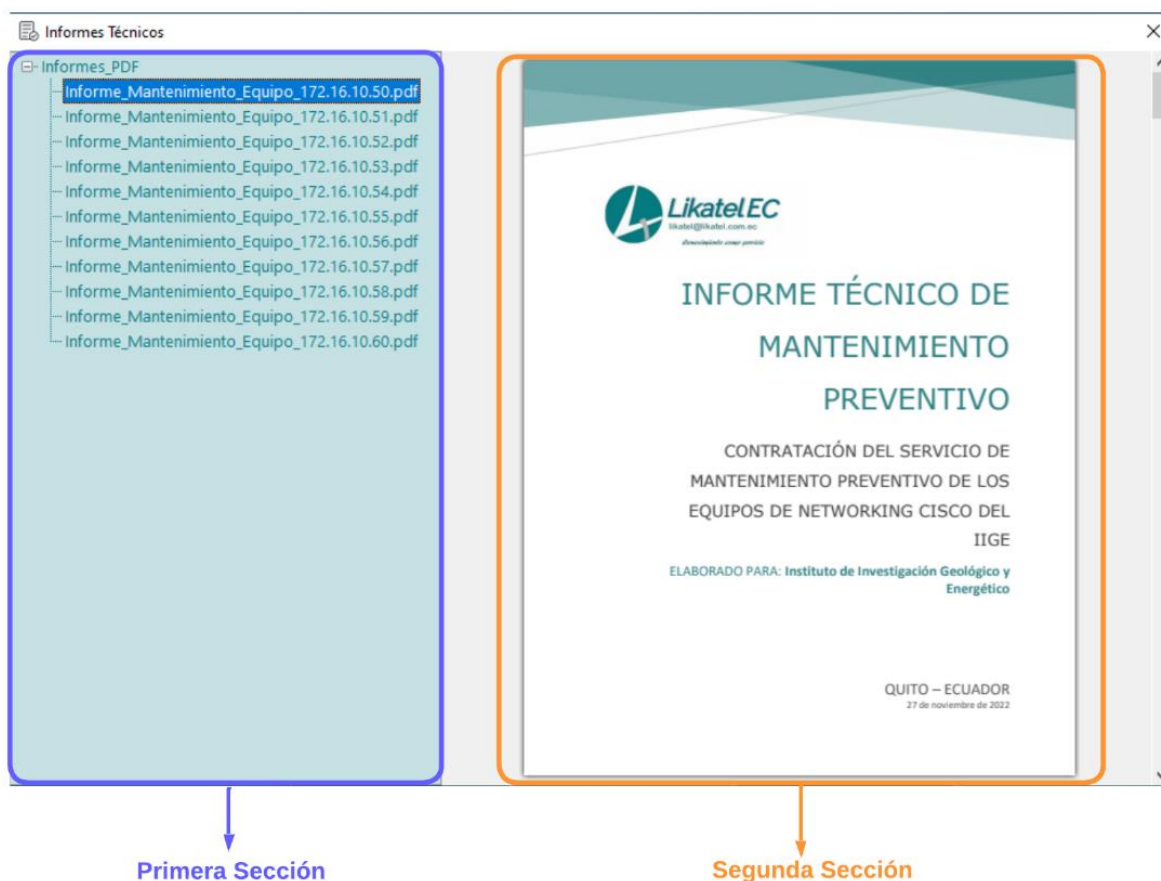 Informes Técnicos
Informes_PDF
Informe_Mantenimiento_Equipo_172.16.10.50.pdf
Informe_Mantenimiento_Equipo_172.16.10.51.pdf
Informe_Mantenimiento_Equipo_172.16.10.52.pdf
Informe_Mantenimiento_Equipo_172.16.10.53.pdf
Informe_Mantenimiento_Equipo_172.16.10.54.pdf
Informe_Mantenimiento_Equipo_172.16.10.55.pdf
Informe_Mantenimiento_Equipo_172.16.10.56.pdf
Informe_Mantenimiento_Equipo_172.16.10.57.pdf
Informe_Mantenimiento_Equipo_172.16.10.58.pdf
Informe_Mantenimiento_Equipo_172.16.10.59.pdf
Informe_Mantenimiento_Equipo_172.16.10.60.pdf
LikatelEC
likatel@likatel.com.ec
como servicio
INFORME TÉCNICO DE
MANTENIMIENTO
PREVENTIVO
CONTRATACIÓN DEL SERVICIO DE
MANTENIMIENTO PREVENTIVO DE LOS
EQUIPOS DE NETWORKING CISCO DEL
IIGE
ELABORADO PARA: Instituto de Investigación Geológico y
Energético
QUITO – ECUADOR
27 de noviembre de 2022
Primera Sección
Segunda Sección